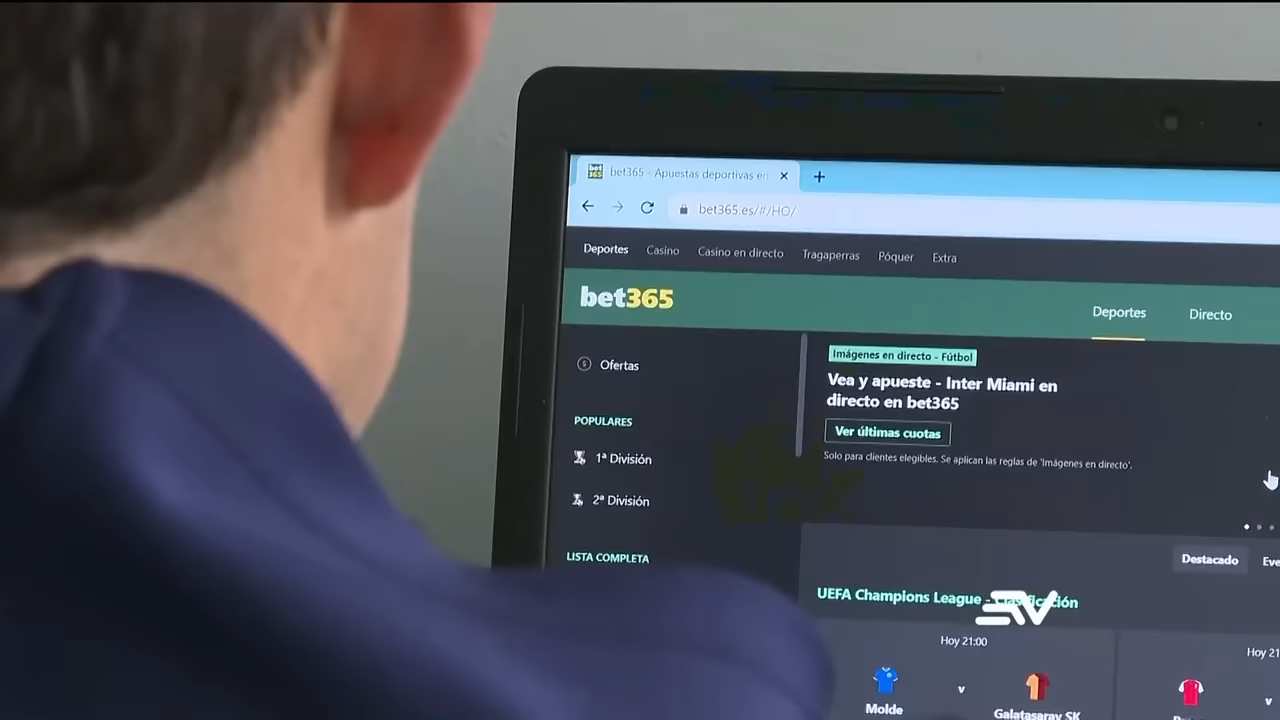 bet365 - Apuestas deportivas en
bet365.es/#/HO/
Deportes Casino Casino en directo Tragaperras Póquer Extra
bet365
Deportes Directo
Ofertas
Imágenes en directo - Fútbol
Vea y apueste - Inter Miami en
directo en bet365
Ver últimas cuotas
Solo para clientes elegibles. Se aplican las reglas de 'Imágenes en directo'.
POPULARES
1ª División
2ª División
LISTA COMPLETA
Destacado
UEFA Champions League - Clasificación
Hoy 21:00
Hoy 21
Molde v Galatasaray SK v